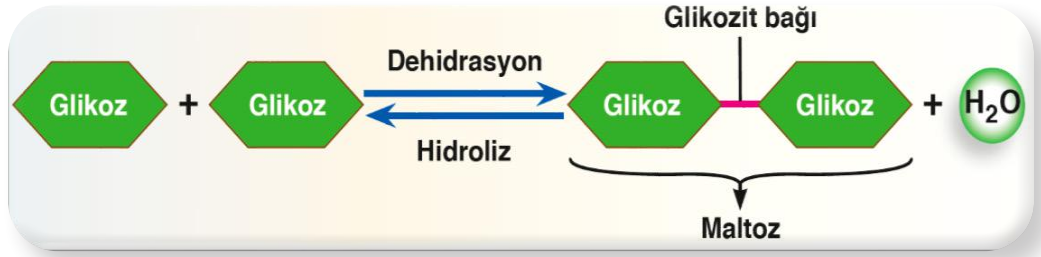 Glikozit bağı
Dehidrasyon
Glikoz + Glikoz Glikoz Glikoz + H₂O
Hidroliz
Maltoz